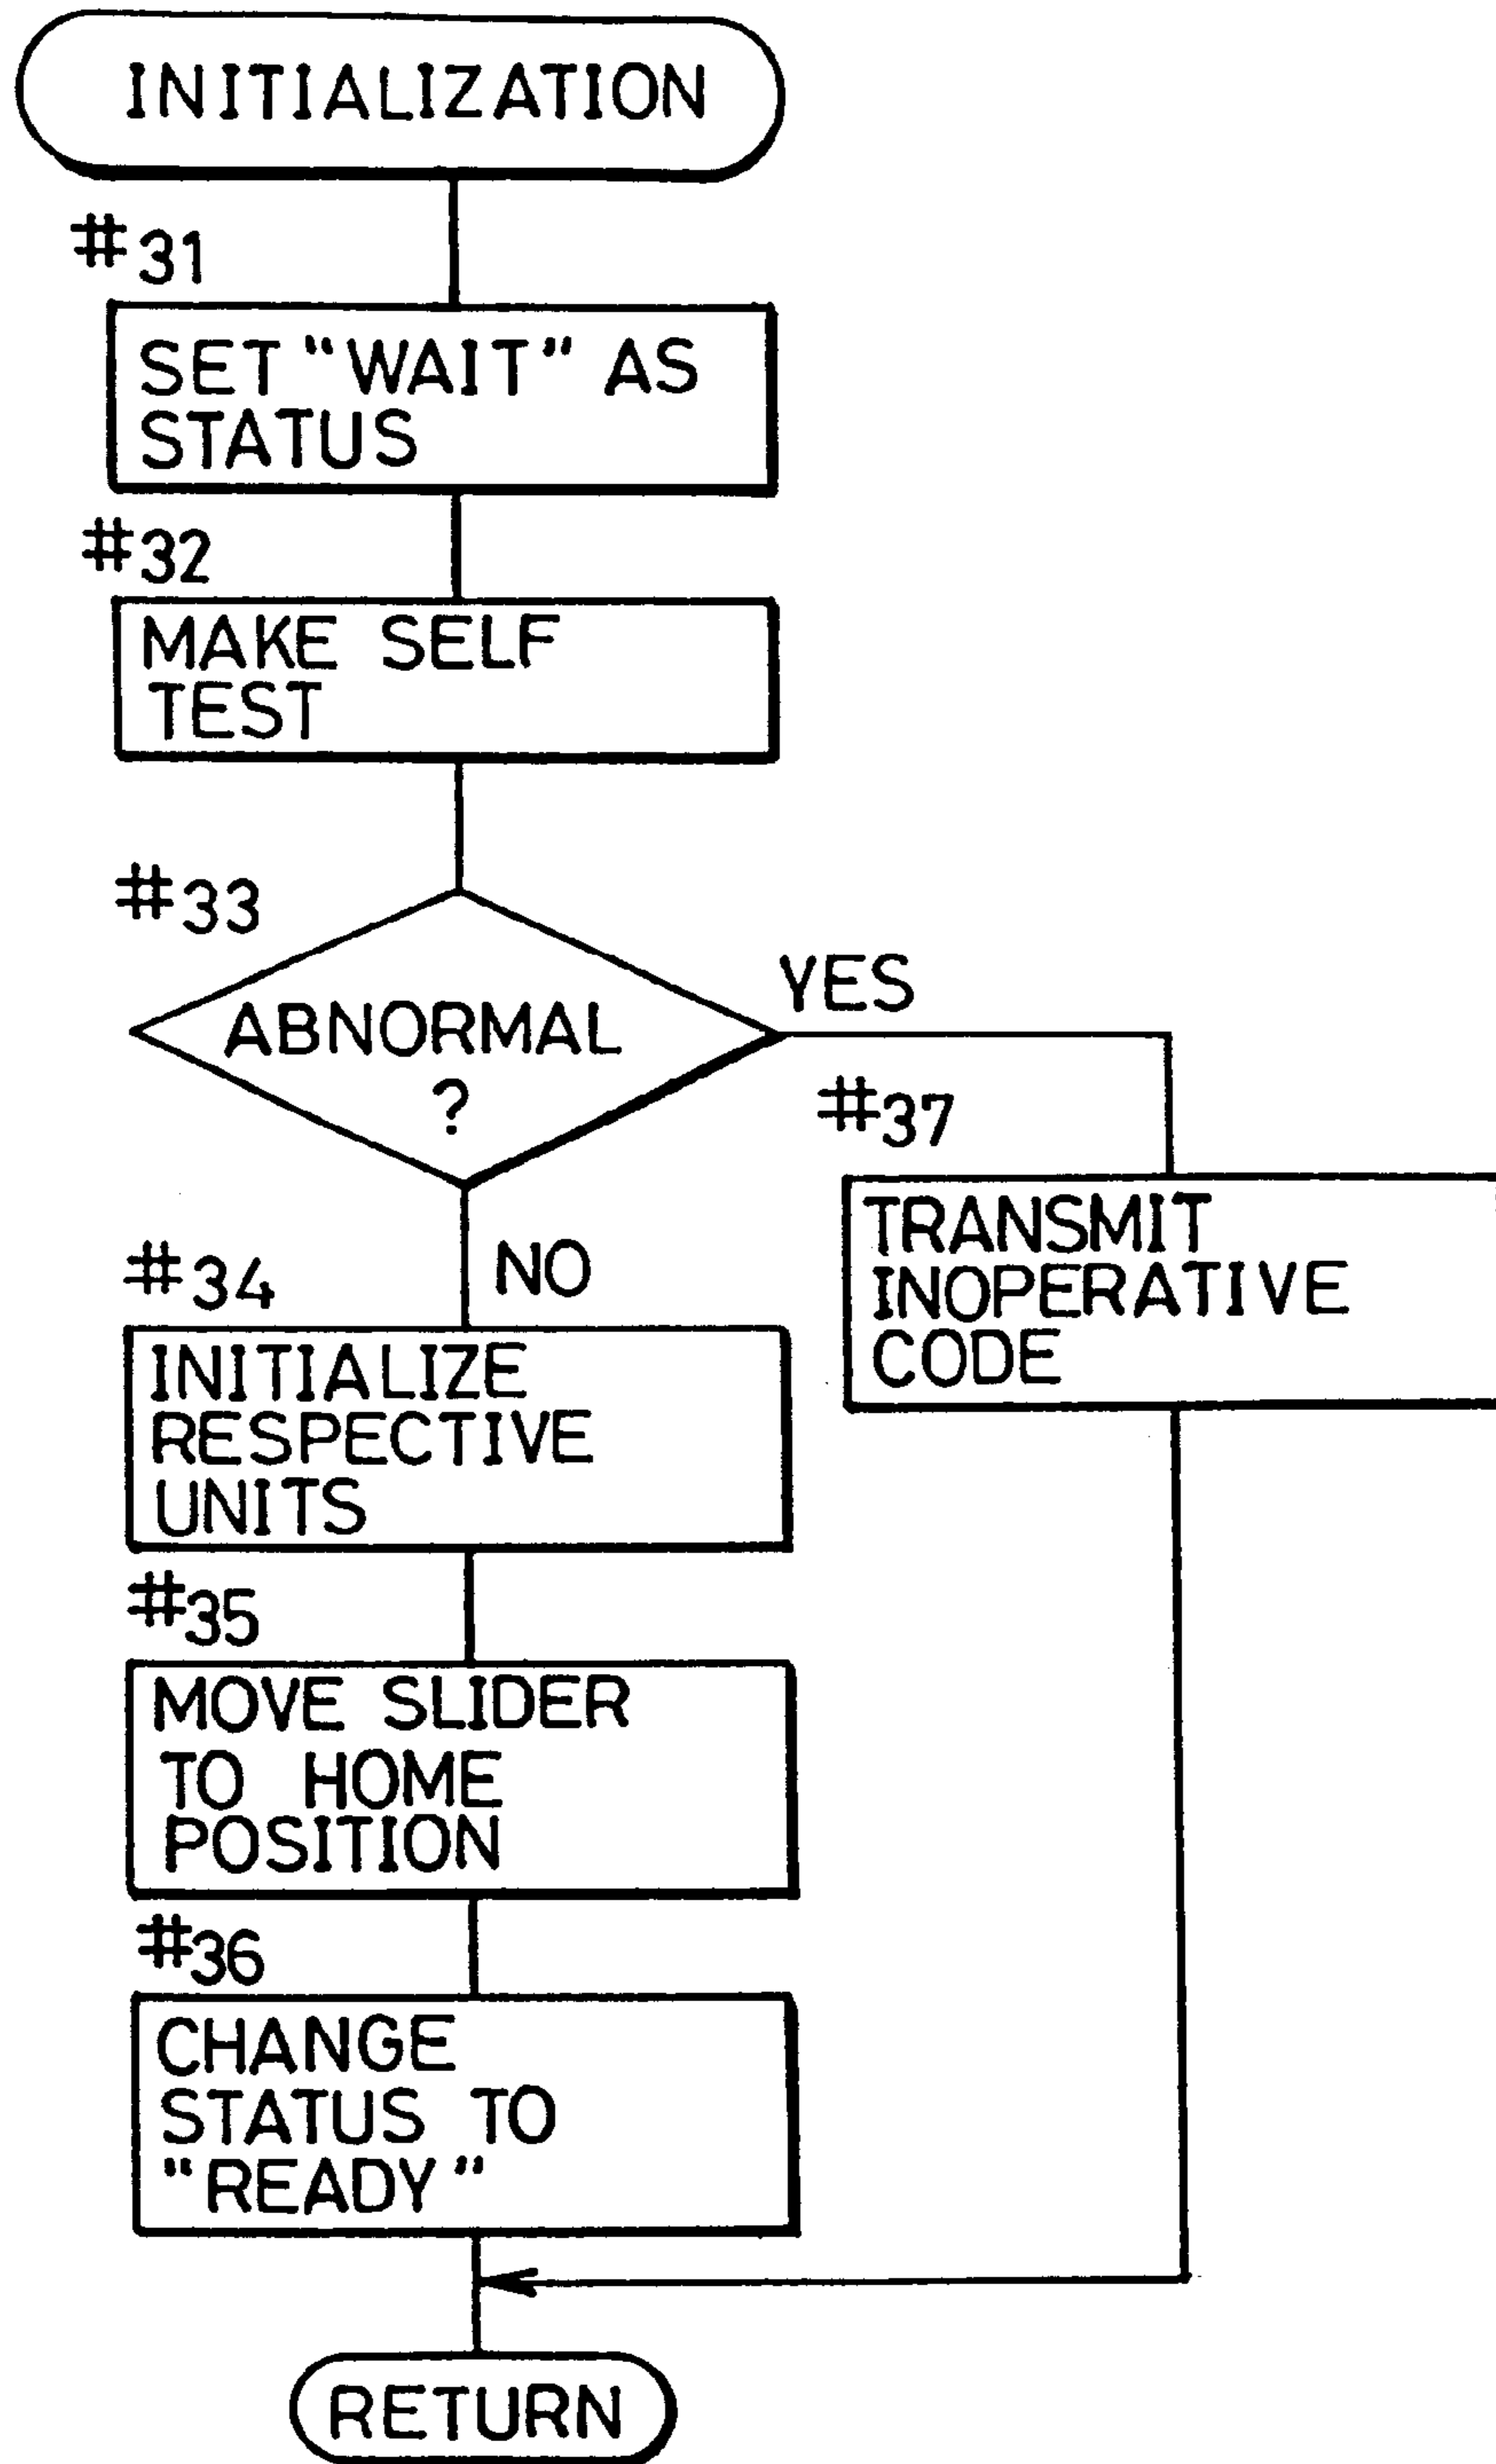 INITIALIZATION
#31
SET "WAIT" AS
STATUS
#32
MAKE SELF
TEST
#33
ABNORMAL
?
YES
#37
TRANSMIT
INOPERATIVE
CODE
NO
#34
INITIALIZE
RESPECTIVE
UNITS
#35
MOVE SLIDER
TO HOME
POSITION
#36
CHANGE
STATUS TO
"READY"
RETURN